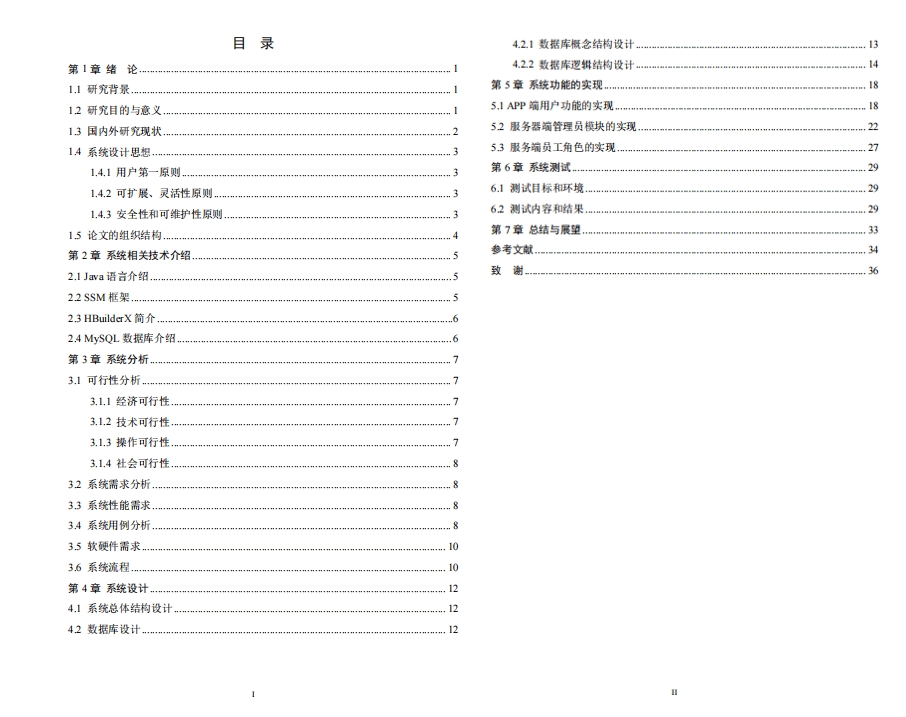 目 录
第 1 章 绪 论 1
1.1 研究背景 1
1.2 研究目的与意义 1
1.3 国内外研究现状 2
1.4 系统设计思想 3
1.4.1 用户第一原则 3
1.4.2 可扩展、灵活性原则 3
1.4.3 安全性和可维护性原则 3
1.5 论文的组织结构 4
第 2 章 系统相关技术介绍 5
2.1 Java 语言介绍 5
2.2 SSM 框架 5
2.3 HBuilderX 简介 6
2.4 MySQL 数据库介绍 6
第 3 章 系统分析 7
3.1 可行性分析 7
3.1.1 经济可行性 7
3.1.2 技术可行性 7
3.1.3 操作可行性 7
3.1.4 社会可行性 8
3.2 系统需求分析 8
3.3 系统性能需求 8
3.4 系统用例分析 8
3.5 软硬件需求 10
3.6 系统流程 10
第 4 章 系统设计 12
4.1 系统总体结构设计 12
4.2 数据库设计 12
I
4.2.1 数据库概念结构设计 13
4.2.2 数据库逻辑结构设计 14
第 5 章 系统功能的实现 18
5.1 APP 端用户功能的实现 18
5.2 服务器端管理员模块的实现 22
5.3 服务端员工角色的实现 27
第 6 章 系统测试 29
6.1 测试目标和环境 29
6.2 测试内容和结果 29
第 7 章 总结与展望 33
参考文献 34
致 谢 36
II